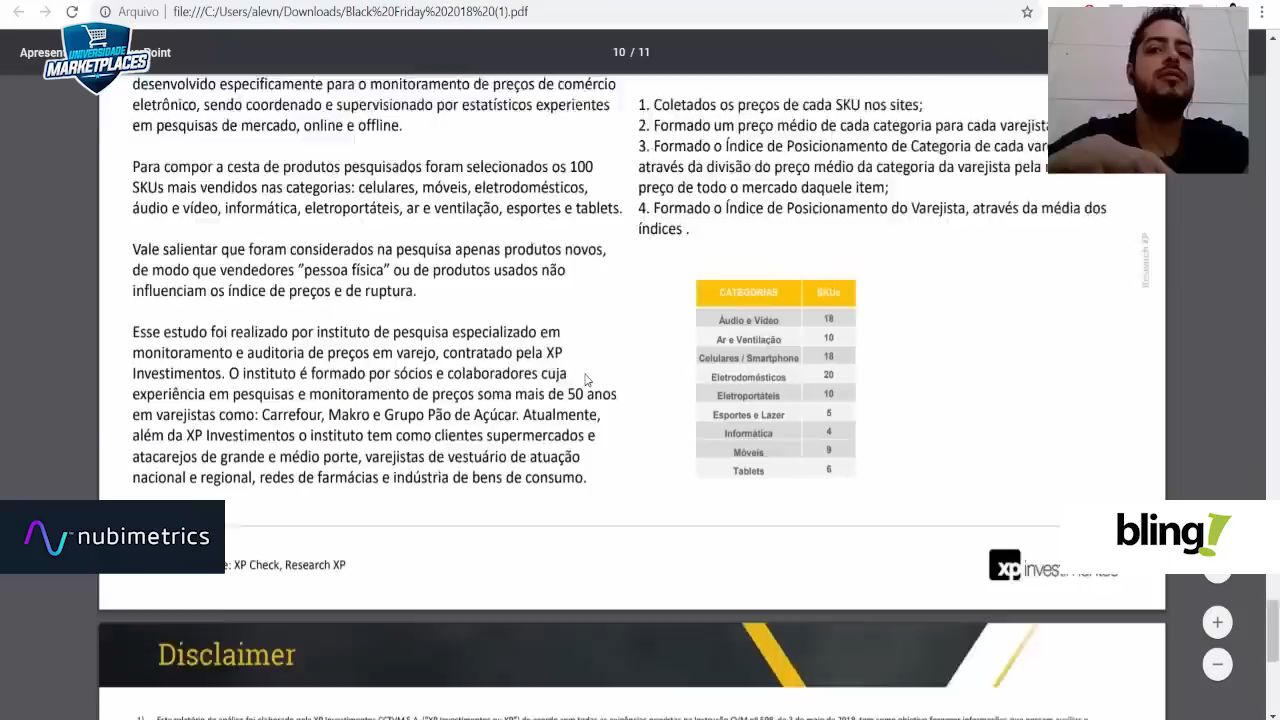 Arquivo
file:///C:/Users/alevn/Downloads/Black%20Friday%202018%20(1).pdf
Point
10 / 11
UNIVERSIDADE
MARKETPLACES
desenvolvido especificamente para o monitoramento de preços de comércio
eletrônico, sendo coordenado e supervisionado por estatísticos experientes
em pesquisas de mercado, online e offline.
Para compor a cesta de produtos pesquisados foram selecionados os 100
SKUs mais vendidos nas categorias: celulares, móveis, eletrodomésticos,
áudio e vídeo, informática, eletroportáteis, ar e ventilação, esportes e tablets.
Vale salientar que foram considerados na pesquisa apenas produtos novos,
de modo que vendedores ”pessoa física” ou de produtos usados não
influenciam os índice de preços e de ruptura.
Esse estudo foi realizado por instituto de pesquisa especializado em
monitoramento e auditoria de preços em varejo, contratado pela XP
Investimentos. O instituto é formado por sócios e colaboradores cuja
experiência em pesquisas e monitoramento de preços soma mais de 50 anos
em varejistas como: Carrefour, Makro e Grupo Pão de Açúcar. Atualmente,
além da XP Investimentos o instituto tem como clientes supermercados e
atacarejos de grande e médio porte, varejistas de vestuário de atuação
nacional e regional, redes de farmácias e indústria de bens de consumo.
1. Coletados os preços de cada SKU nos sites;
2. Formado um preço médio de cada categoria para cada varejista
3. Formado o Índice de Posicionamento de Categoria de cada
através da divisão do preço médio da categoria da varejista pela
preço de todo o mercado daquele item;
4. Formado o Índice de Posicionamento do Varejista, através da média dos
índices .
CATEGORIAS SKUs
Áudio e Vídeo 18
Ar e Ventilação 10
Celulares / Smartphone 18
Eletrodomésticos 20
Eletroportáteis 10
Esportes e Lazer 5
Informática 4
Móveis 9
Tablets 6
Research XP
nubimetrics
bling!
XP Check, Research XP
xp
Disclaimer